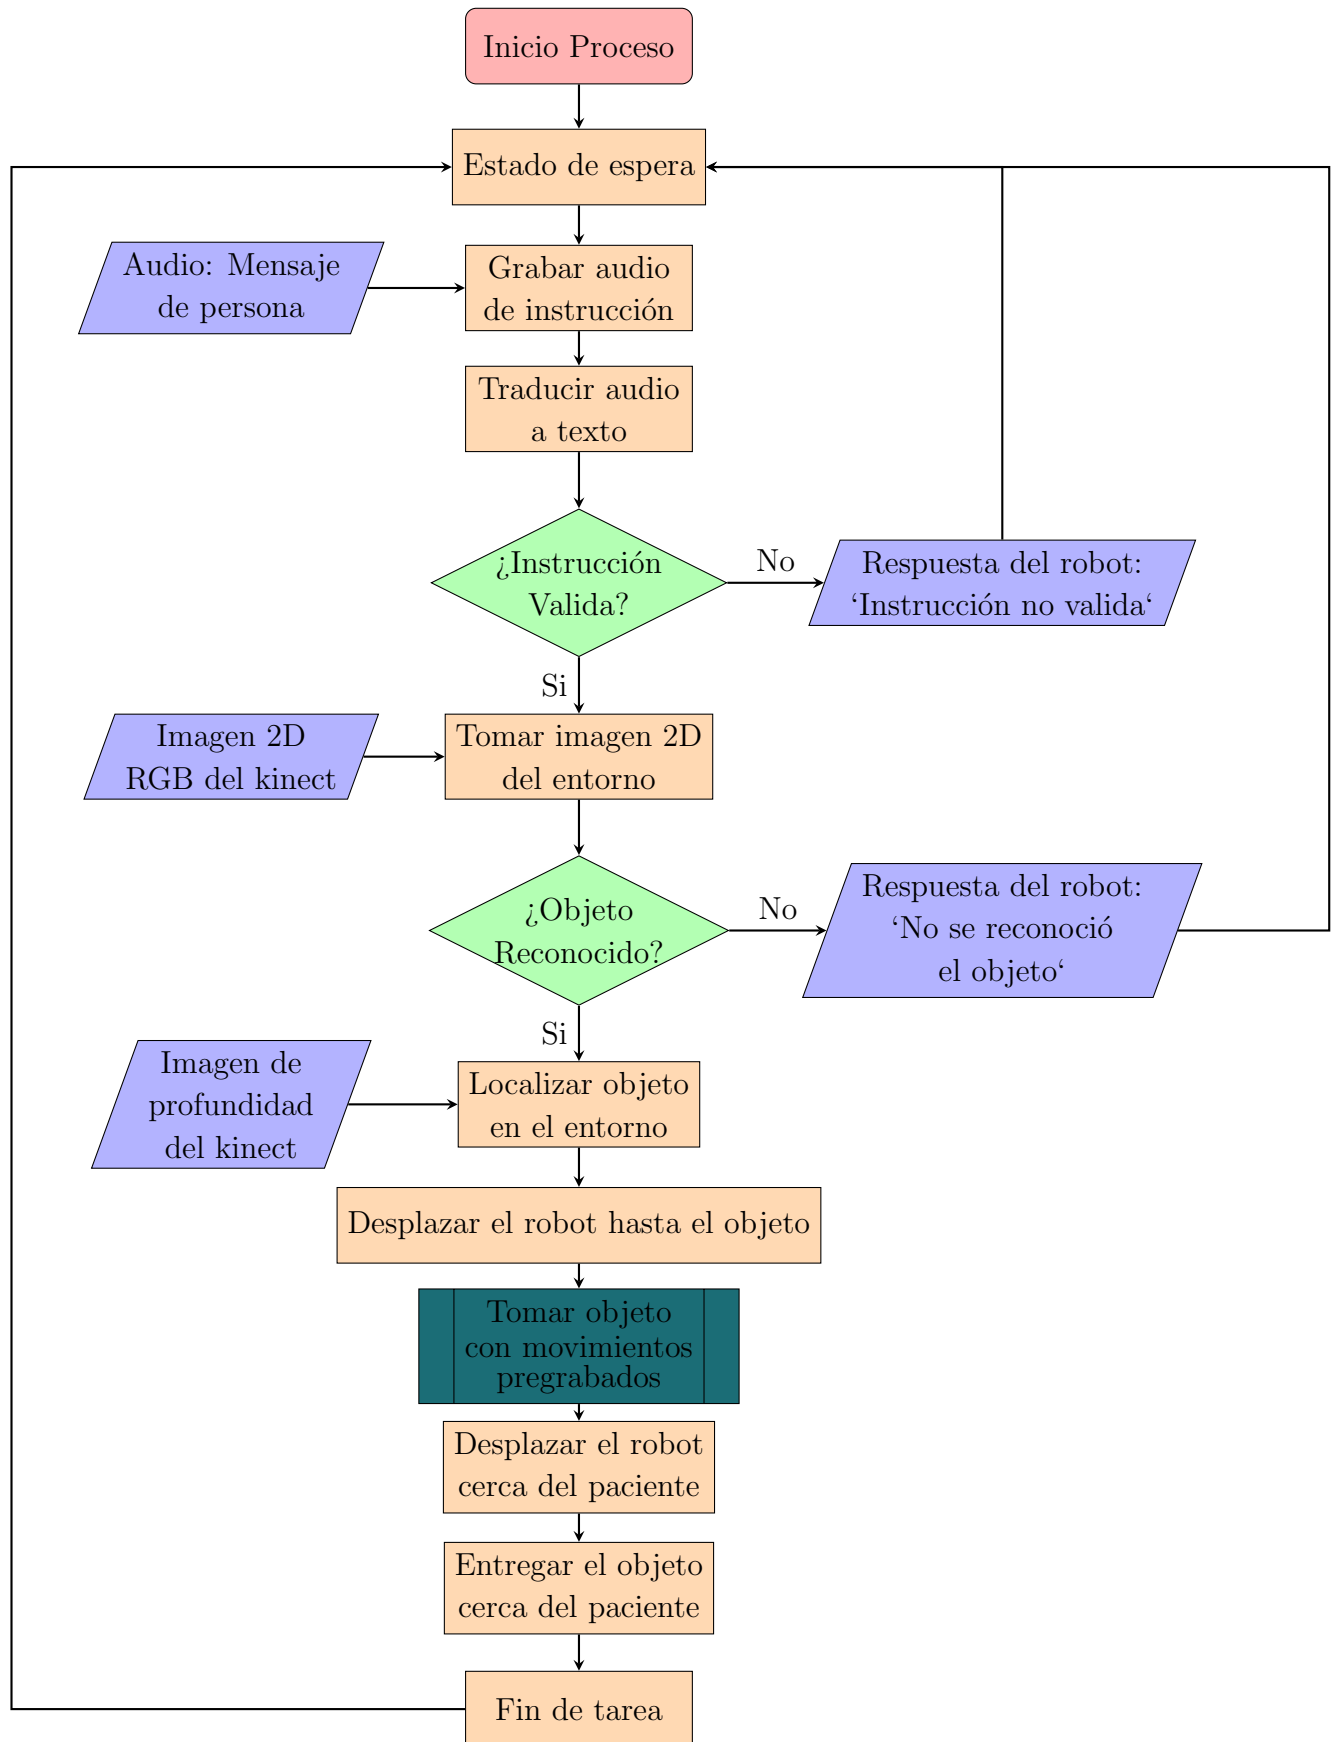 Inicio Proceso
Estado de espera
Audio: Mensaje
de persona
Grabar audio
de instrucción
Traducir audio
a texto
¿Instrucción
Valida?
No
Respuesta del robot:
‘Instrucción no valida‘
Si
Imagen 2D
RGB del kinect
Tomar imagen 2D
del entorno
¿Objeto
Reconocido?
No
Respuesta del robot:
‘No se reconoció
el objeto‘
Si
Imagen de
profundidad
del kinect
Localizar objeto
en el entorno
Desplazar el robot hasta el objeto
Tomar objeto
con movimientos
pregrabados
Desplazar el robot
cerca del paciente
Entregar el objeto
cerca del paciente
Fin de tarea